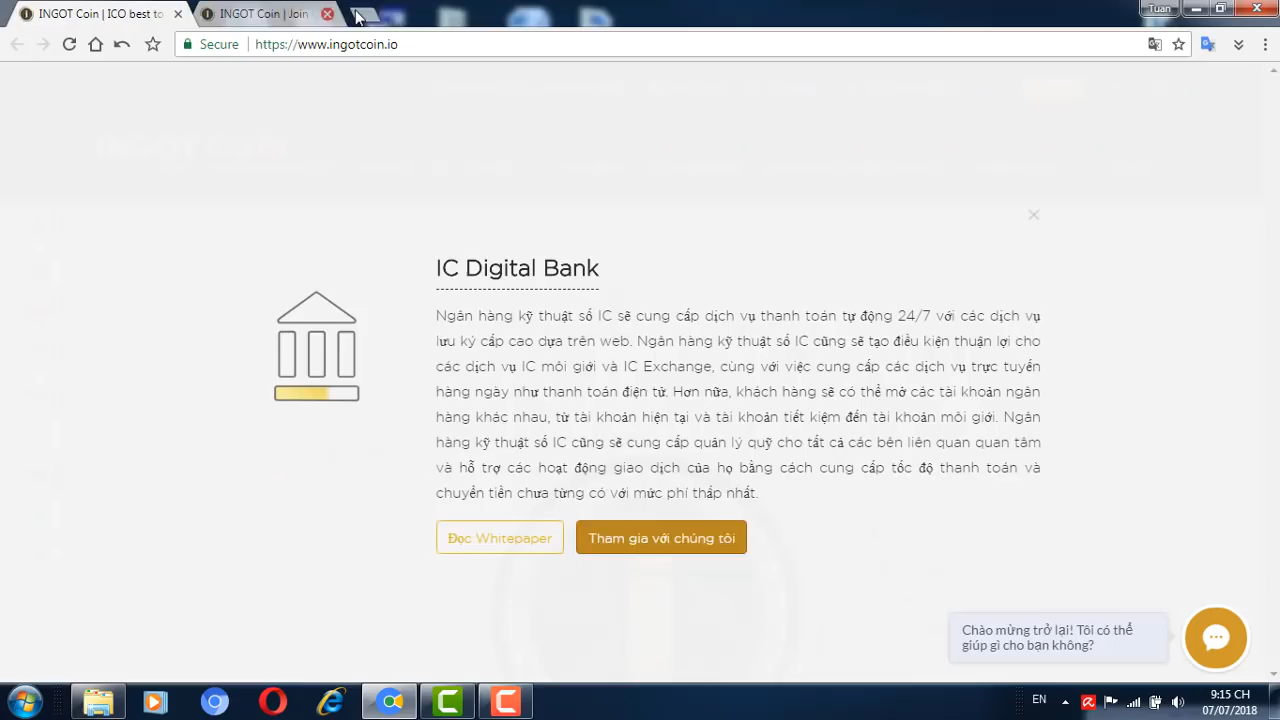 INGOT Coin | ICO best to
INGOT Coin | Join
Tuan
Secure
https://www.ingotcoin.io
IC Digital Bank
Ngân hàng kỹ thuật số IC sẽ cung cấp dịch vụ thanh toán tự động 24/7 với các dịch vụ
lưu ký cấp cao dựa trên web. Ngân hàng kỹ thuật số IC cũng sẽ tạo điều kiện thuận lợi cho
các dịch vụ IC môi giới và IC Exchange, cùng với việc cung cấp các dịch vụ trực tuyến
hàng ngày như thanh toán điện tử. Hơn nữa, khách hàng sẽ có thể mở các tài khoản ngân
hàng khác nhau, từ tài khoản hiện tại và tài khoản tiết kiệm đến tài khoản môi giới. Ngân
hàng kỹ thuật số IC cũng sẽ cung cấp quản lý quỹ cho tất cả các bên liên quan quan tâm
và hỗ trợ các hoạt động giao dịch của họ bằng cách cung cấp tốc độ thanh toán và
chuyển tiền chưa từng có với mức phí thấp nhất.
Đọc Whitepaper
Tham gia với chúng tôi
Chào mừng trở lại! Tôi có thể
giúp gì cho bạn không?
EN
9:15 CH
07/07/2018